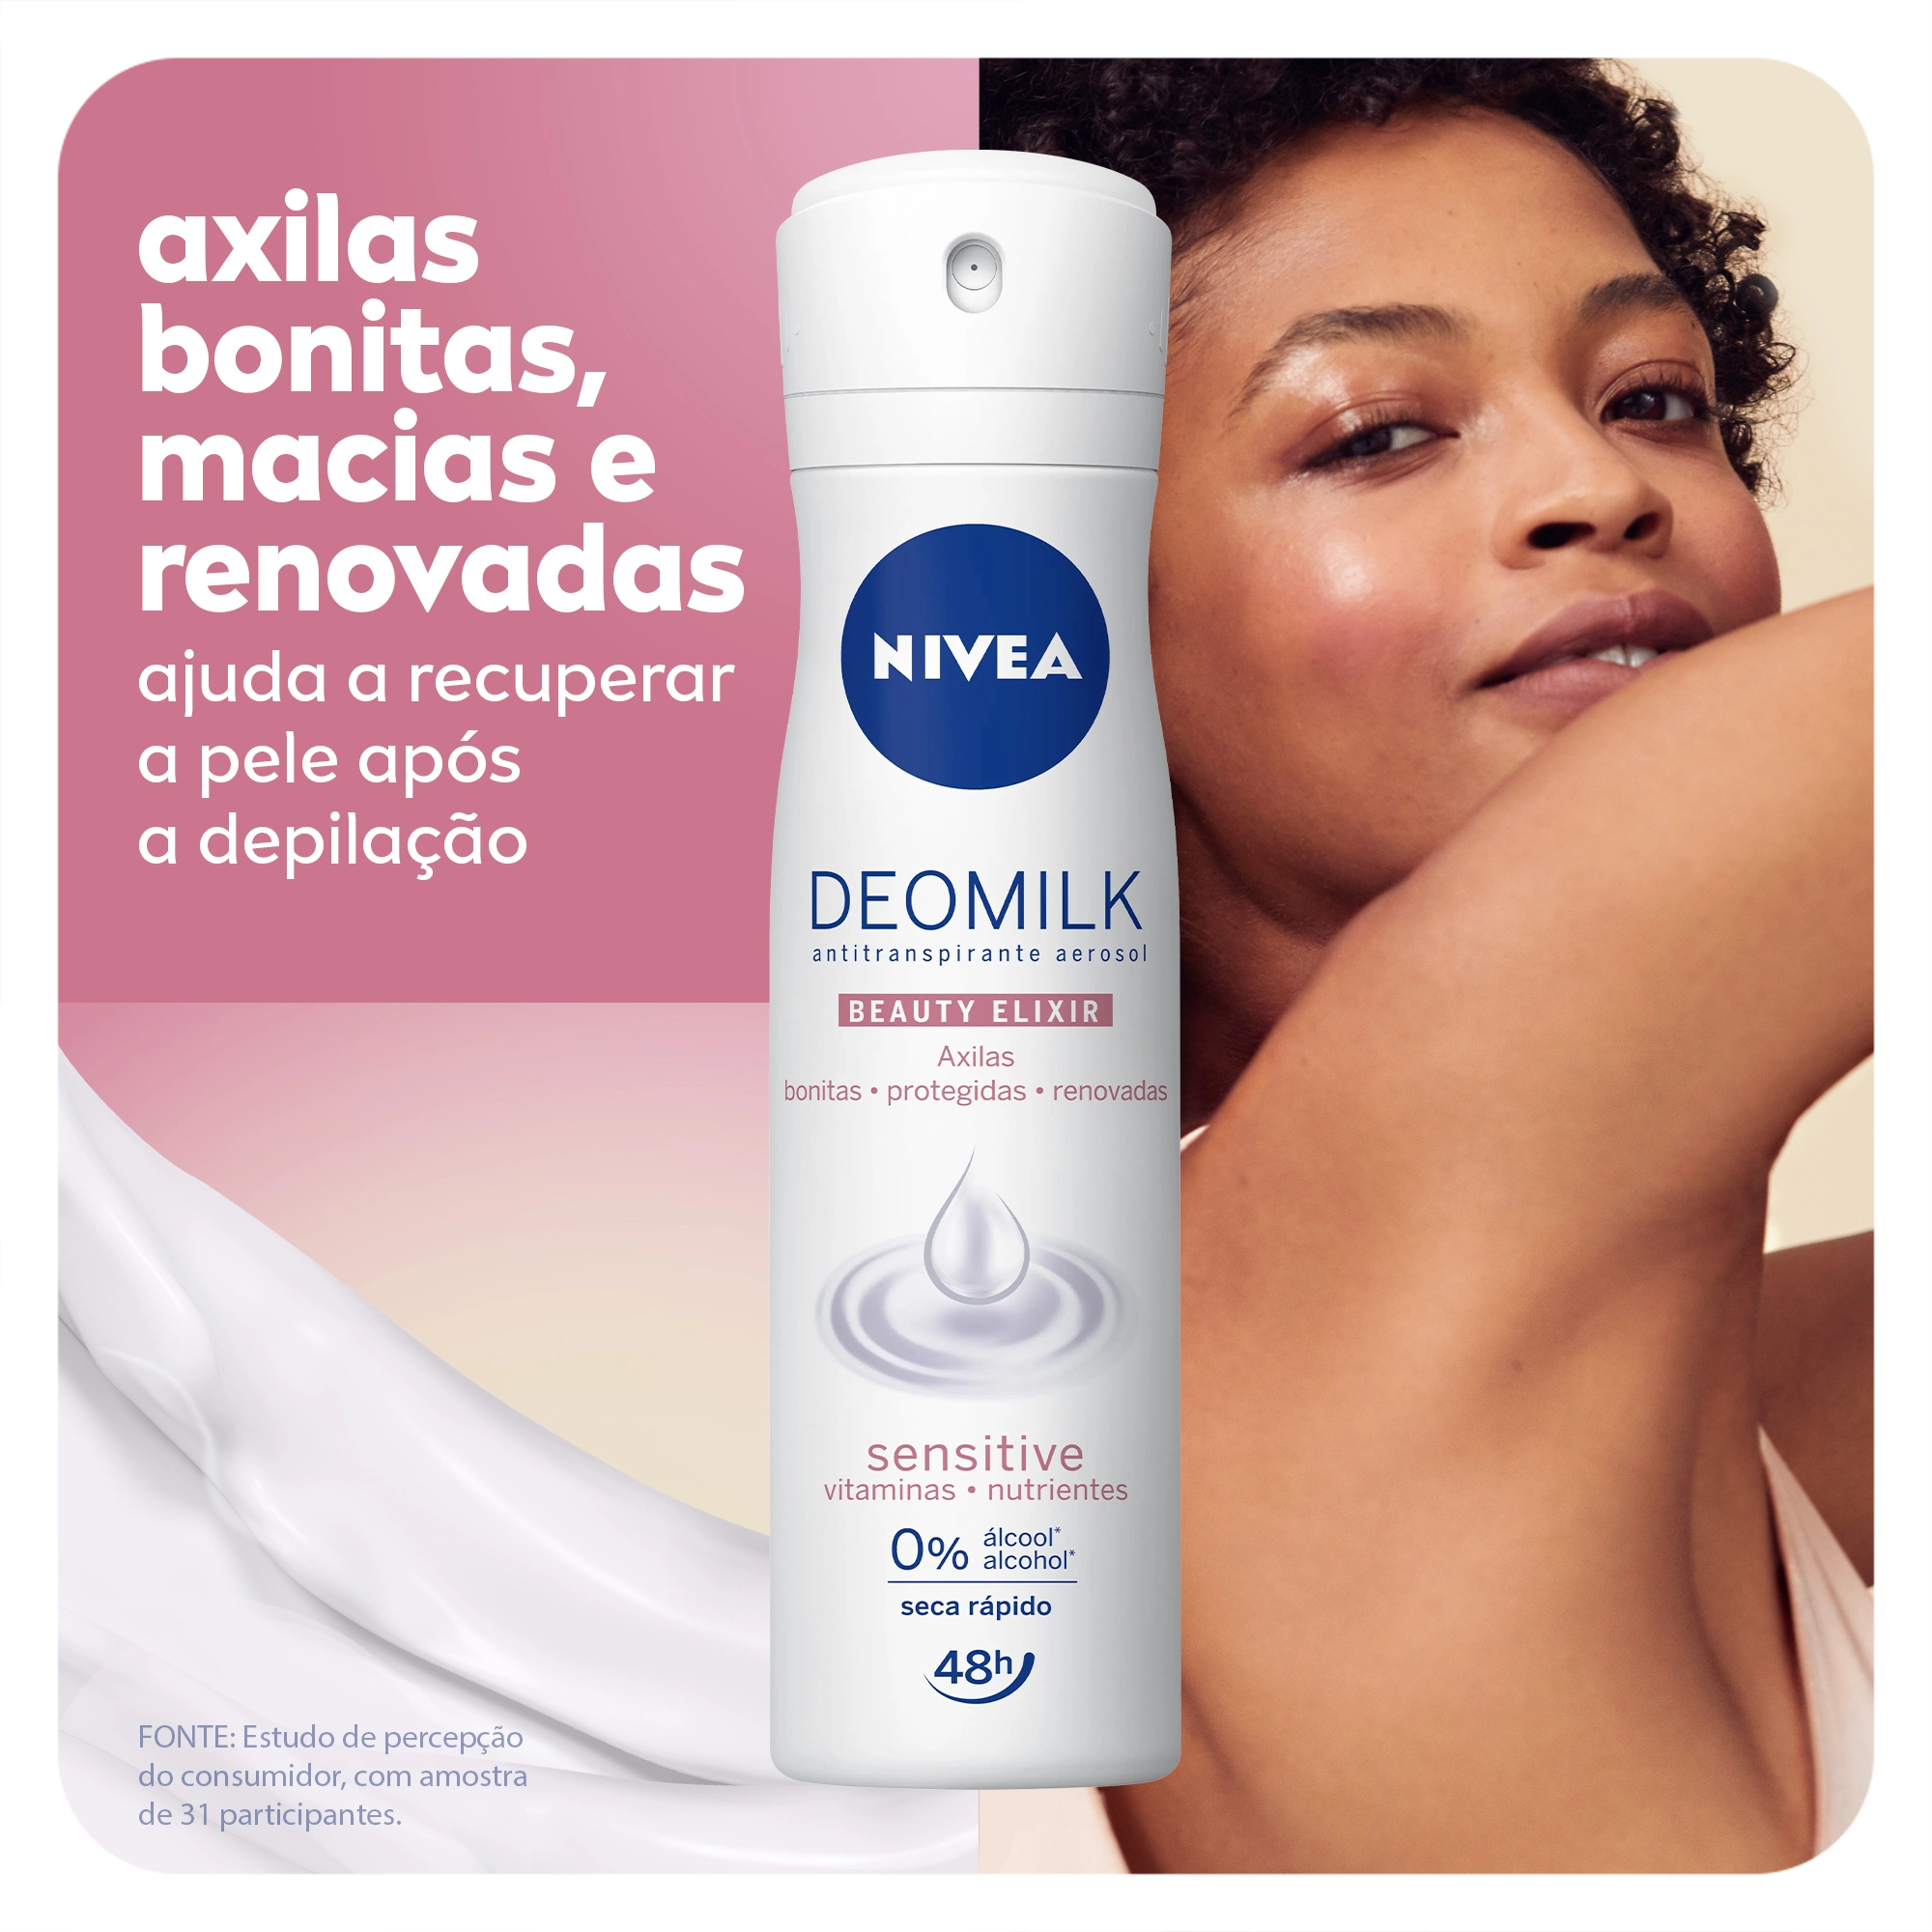 axilas
bonitas,
macias e
renovadas
ajuda a recuperar
a pele após
a depilação
NIVEA
DEOMILK
antitranspirante aerosol
BEAUTY ELIXIR
Axilas
bonitas • protegidas • renovadas
sensitive
vitaminas • nutrientes
0% álcool*
alcohol*
seca rápido
48h
FONTE: Estudo de percepção
do consumidor, com amostra
de 31 participantes.